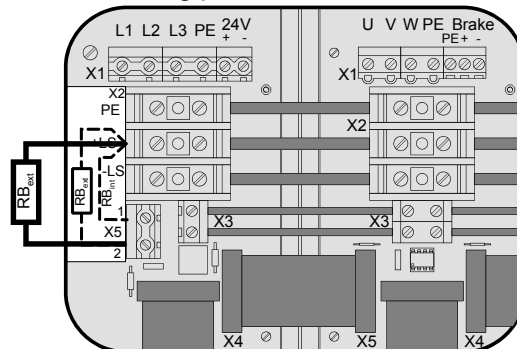 L1 L2 L3 PE 24V
+ -
X1
X2
PE
+LS
-LS
1
X5
2
RBext
RBext
RBint
X3
X4
U V W PE Brake
PE + -
X1
X2
X3
X5
X4